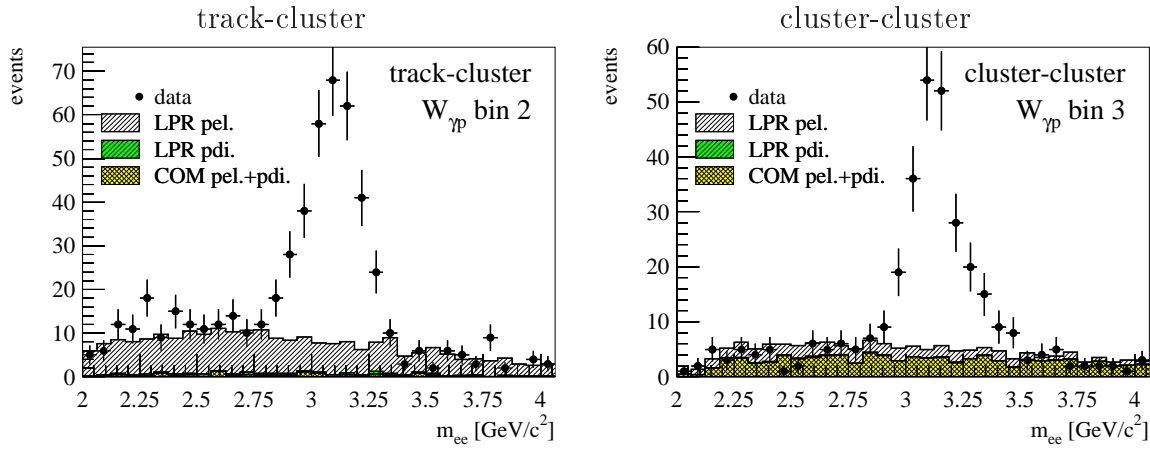 track-cluster
events
70
60
50
40
30
20
10
0
track-cluster
W_γp bin 2
data
LPR pel.
LPR pdi.
COM pel.+pdi.
2 2.25 2.5 2.75 3 3.25 3.5 3.75 4
m_ee [GeV/c²]
cluster-cluster
events
60
50
40
30
20
10
0
cluster-cluster
W_γp bin 3
data
LPR pel.
LPR pdi.
COM pel.+pdi.
2 2.25 2.5 2.75 3 3.25 3.5 3.75 4
m_ee [GeV/c²]